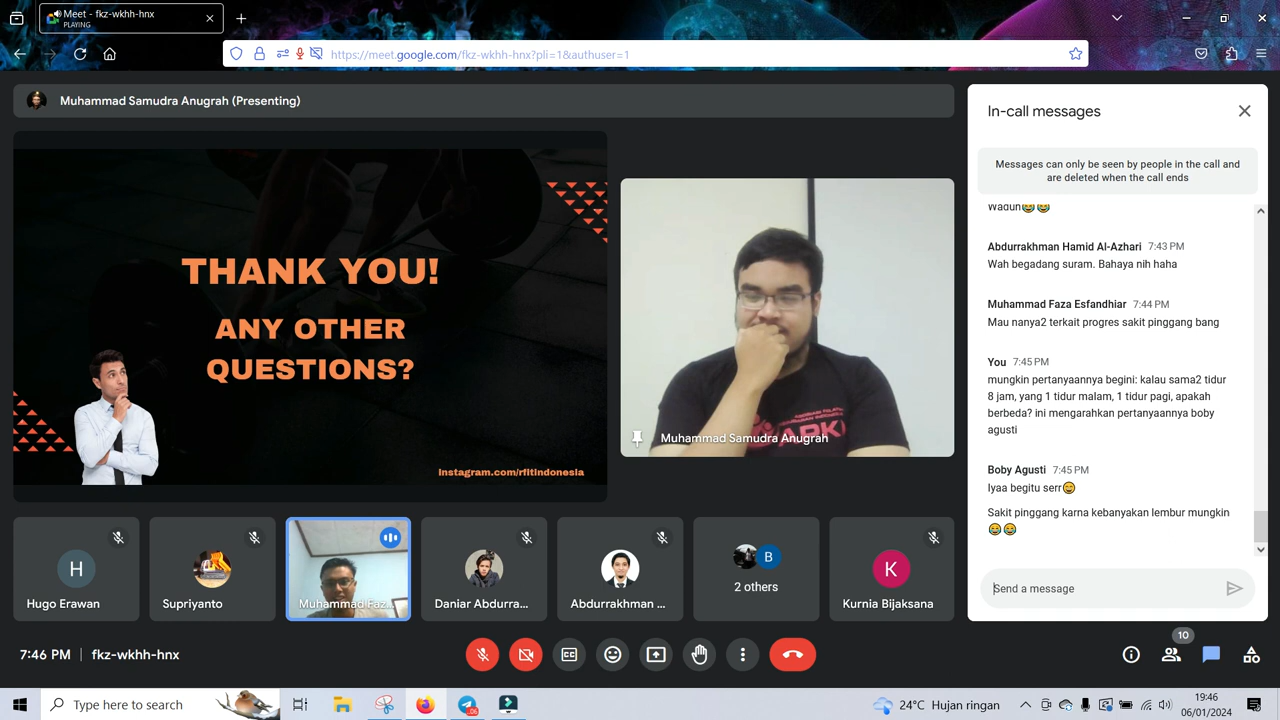 Meet - fkz-wkhh-hnx
PLAYING
https://meet.google.com/fkz-wkhh-hnx?pli=1&authuser=1
Muhammad Samudra Anugrah (Presenting)
THANK YOU!
ANY OTHER
QUESTIONS?
Instagram.com/rfitindonesia
Muhammad Samudra Anugrah
In-call messages
Messages can only be seen by people in the call and
are deleted when the call ends
Waduh😂😂
Abdurrakhman Hamid Al-Azhari 7:43 PM
Wah begadang suram. Bahaya nih haha
Muhammad Faza Esfandhiar 7:44 PM
Mau nanya2 terkait progres sakit pinggang bang
You 7:45 PM
mungkin pertanyaannya begini: kalau sama2 tidur
8 jam, yang 1 tidur malam, 1 tidur pagi, apakah
berbeda? ini mengarahkan pertanyaannya boby
agusti
Boby Agusti 7:45 PM
Iyaa begitu serr😄
Sakit pinggang karna kebanyakan lembur mungkin
😂😂
Send a message
H
Hugo Erawan
Supriyanto
Muhammad Faz...
Daniar Abdurra...
Abdurrakhman ...
B
2 others
K
Kurnia Bijaksana
7:46 PM | fkz-wkhh-hnx
10
Type here to search
24°C Hujan ringan
19:46
06/01/2024